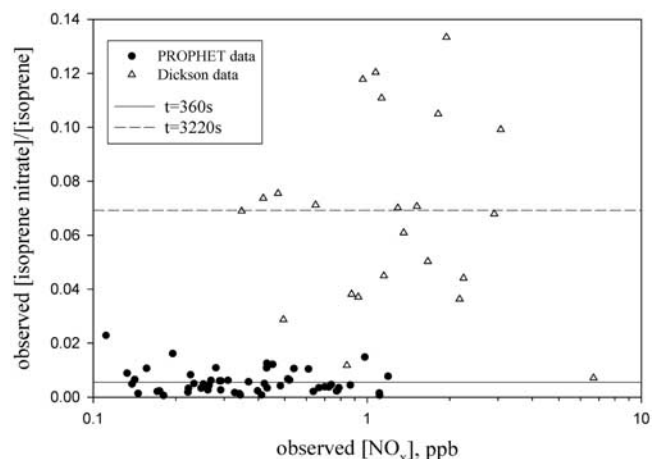 0.14
0.12
0.10
0.08
0.06
0.04
0.02
0.00
observed [isoprene nitrate]/[isoprene]
PROPHET data
Dickson data
t=360s
t=3220s
0.1
1
10
observed [NOx], ppb